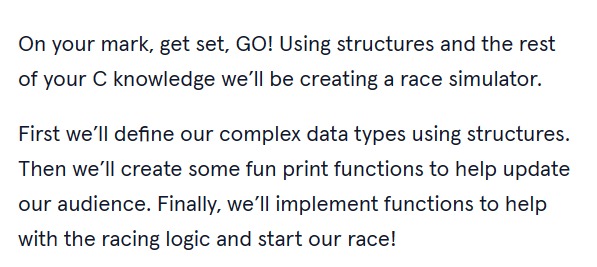 On your mark, get set, GO! Using structures and the rest
of your C knowledge we’ll be creating a race simulator.
First we’ll define our complex data types using structures.
Then we’ll create some fun print functions to help update
our audience. Finally, we’ll implement functions to help
with the racing logic and start our race!